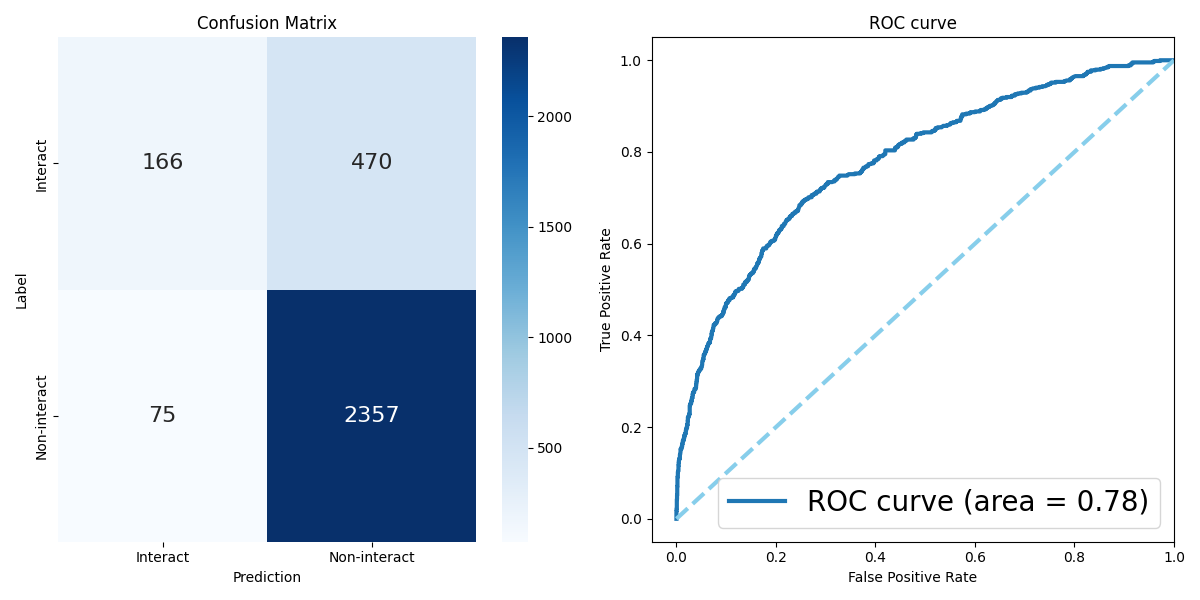 Confusion Matrix
Interact
Non-interact
Label
166
470
75
2357
Interact
Non-interact
Prediction
2000
1500
1000
500
ROC curve
True Positive Rate
1.0
0.8
0.6
0.4
0.2
0.0
ROC curve (area = 0.78)
0.0
0.2
0.4
0.6
0.8
1.0
False Positive Rate